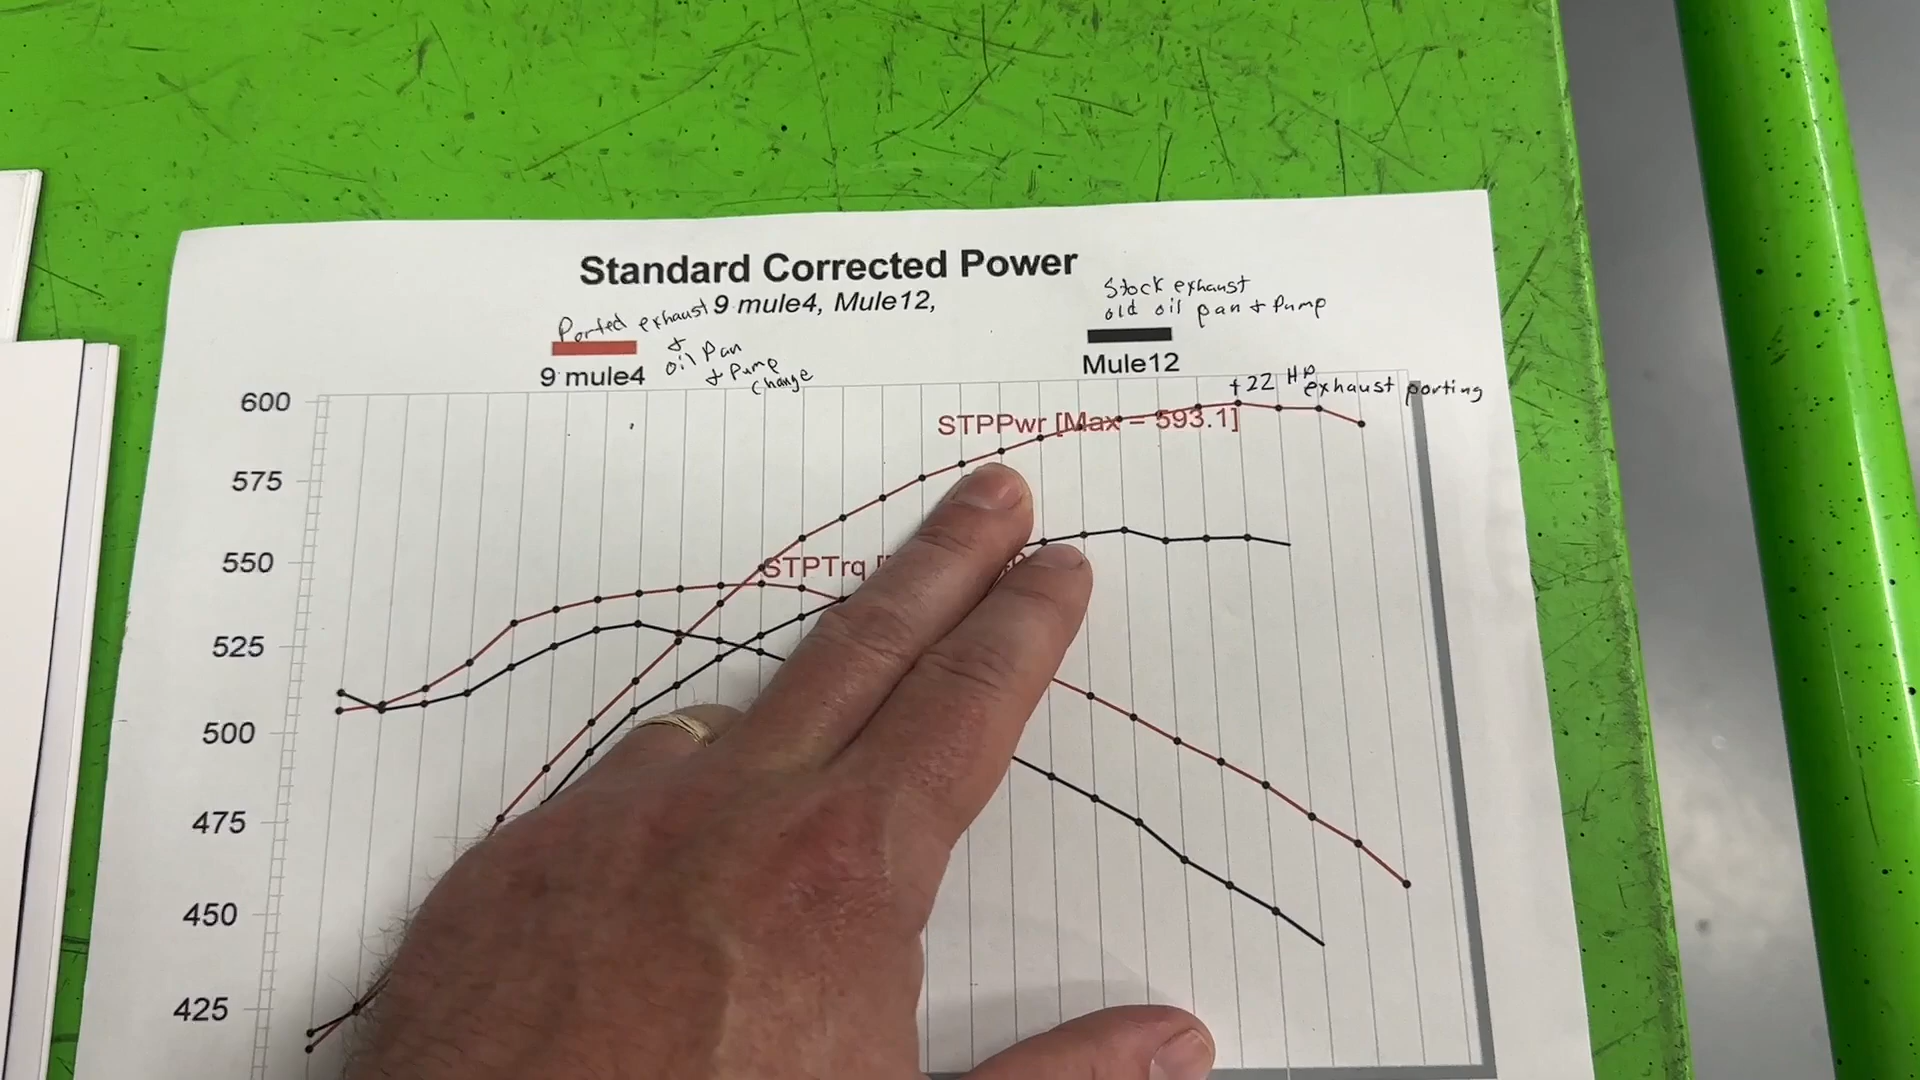 Standard Corrected Power
9 mule4, Mule12,
Ported exhaust
+
oil pan
+ Pump
Change
9 mule4
Stock exhaust
old oil pan + Pump
Mule12
+22 HP
exhaust porting
STPPwr [Max = 593.1]
STPTrq
600
575
550
525
500
475
450
425